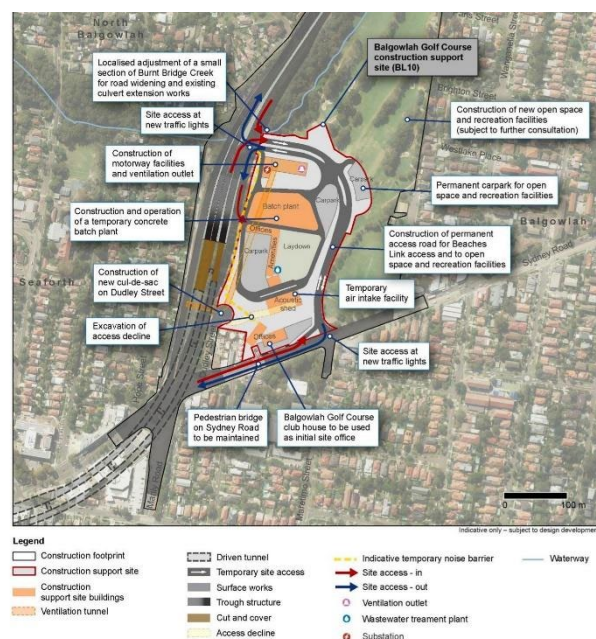 North
Balgowlah
Localised adjustment of a small
section of Burnt Bridge Creek
for road widening and existing
culvert extension works
Balgowlah Golf Course
construction support
site (BL10)
Site access at
new traffic lights
Construction of new open space
and recreation facilities
(subject to further consultation)
Construction of
motorway facilities
and ventilation outlet
Westlake Place
Carpark
Permanent carpark for open
space and recreation facilities
Carpark
Batch plant
Construction and operation
of a temporary concrete
batch plant
Balgowlah
Offices
Construction of permanent
access road for Beaches
Link access and to open
space and recreation facilities
Sydney Road
Carpark
Amenities
Laydown
Seaforth
Construction of
new cul-de-sac
on Dudley Street
Temporary
air intake facility
Acoustic
shed
Excavation of
access decline
Offices
Site access at
new traffic lights
Pedestrian bridge
on Sydney Road
to be maintained
Balgowlah Golf Course
club house to be used
as initial site office
100 m
Indicative only – subject to design developmen
Legend
Construction footprint
Construction support site
Construction
support site buildings
Ventilation tunnel
Driven tunnel
Temporary site access
Surface works
Trough structure
Cut and cover
Access decline
Indicative temporary noise barrier
Site access - in
Site access - out
Ventilation outlet
Wastewater treament plant
Substation
Waterway